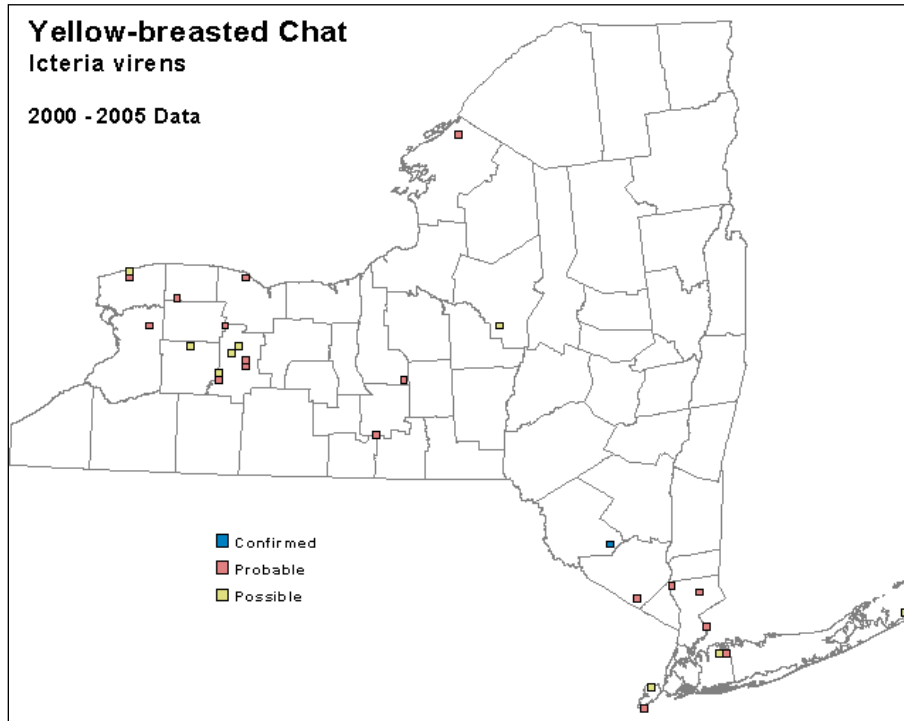 Yellow-breasted Chat
Icteria virens
2000 - 2005 Data
Confirmed
Probable
Possible